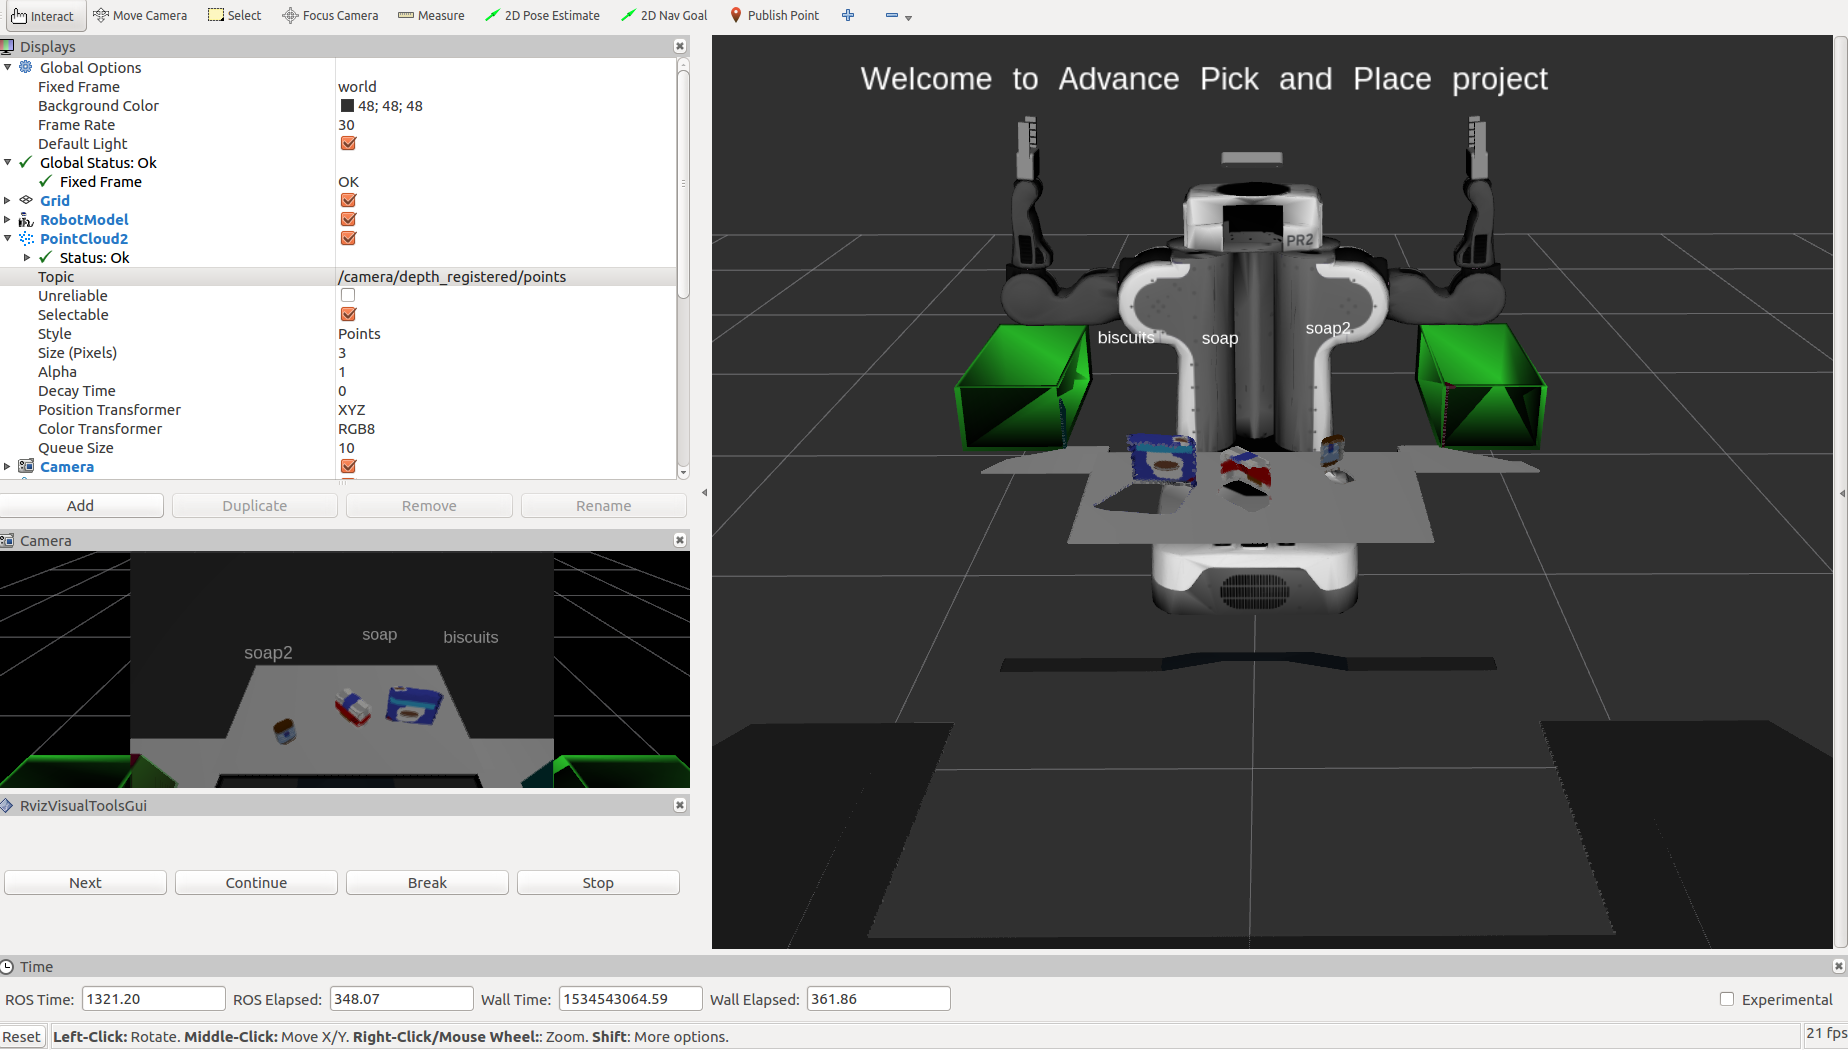 Interact Move Camera Select Focus Camera Measure 2D Pose Estimate 2D Nav Goal Publish Point
Displays
Global Options
Fixed Frame world
Background Color 48; 48; 48
Frame Rate 30
Default Light
Global Status: Ok
Fixed Frame OK
Grid
RobotModel
PointCloud2
Status: Ok
Topic /camera/depth_registered/points
Unreliable
Selectable
Style Points
Size (Pixels) 3
Alpha 1
Decay Time 0
Position Transformer XYZ
Color Transformer RGB8
Queue Size 10
Camera
Add Duplicate Remove Rename
Camera
soap biscuits
soap2
RvizVisualToolsGui
Next Continue Break Stop
Welcome to Advance Pick and Place project
PR2
biscuits soap soap2
Time
ROS Time: 1321.20 ROS Elapsed: 348.07 Wall Time: 1534543064.59 Wall Elapsed: 361.86 Experimental
Reset Left-Click: Rotate. Middle-Click: Move X/Y. Right-Click/Mouse Wheel:: Zoom. Shift: More options. 21 fps